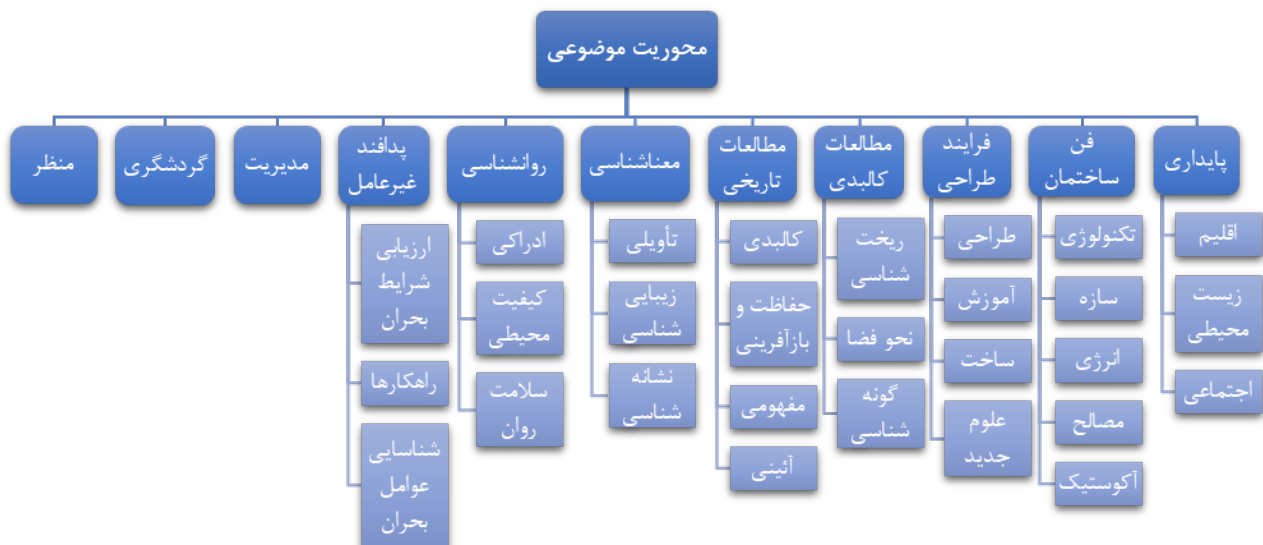 محوریت موضوعی
پایداری
اقلیم
زیست
محیطی
اجتماعی
فن
ساختمان
تکنولوژی
سازه
انرژی
مصالح
آکوستیک
فرایند
طراحی
طراحی
آموزش
ساخت
علوم
جدید
مطالعات
کالبدی
ریخت
شناسی
نحو فضا
گونه
شناسی
مطالعات
تاریخی
کالبدی
حفاظت و
بازآفرینی
مفهومی
آئینی
معناشناسی
تأویلی
زیبایی
شناسی
نشانه
شناسی
روانشناسی
ادراکی
کیفیت
محیطی
سلامت
روان
پدافند
غیرعامل
ارزیابی
شرایط
بحران
راهکارها
شناسایی
عوامل
بحران
مدیریت
گردشگری
منظر